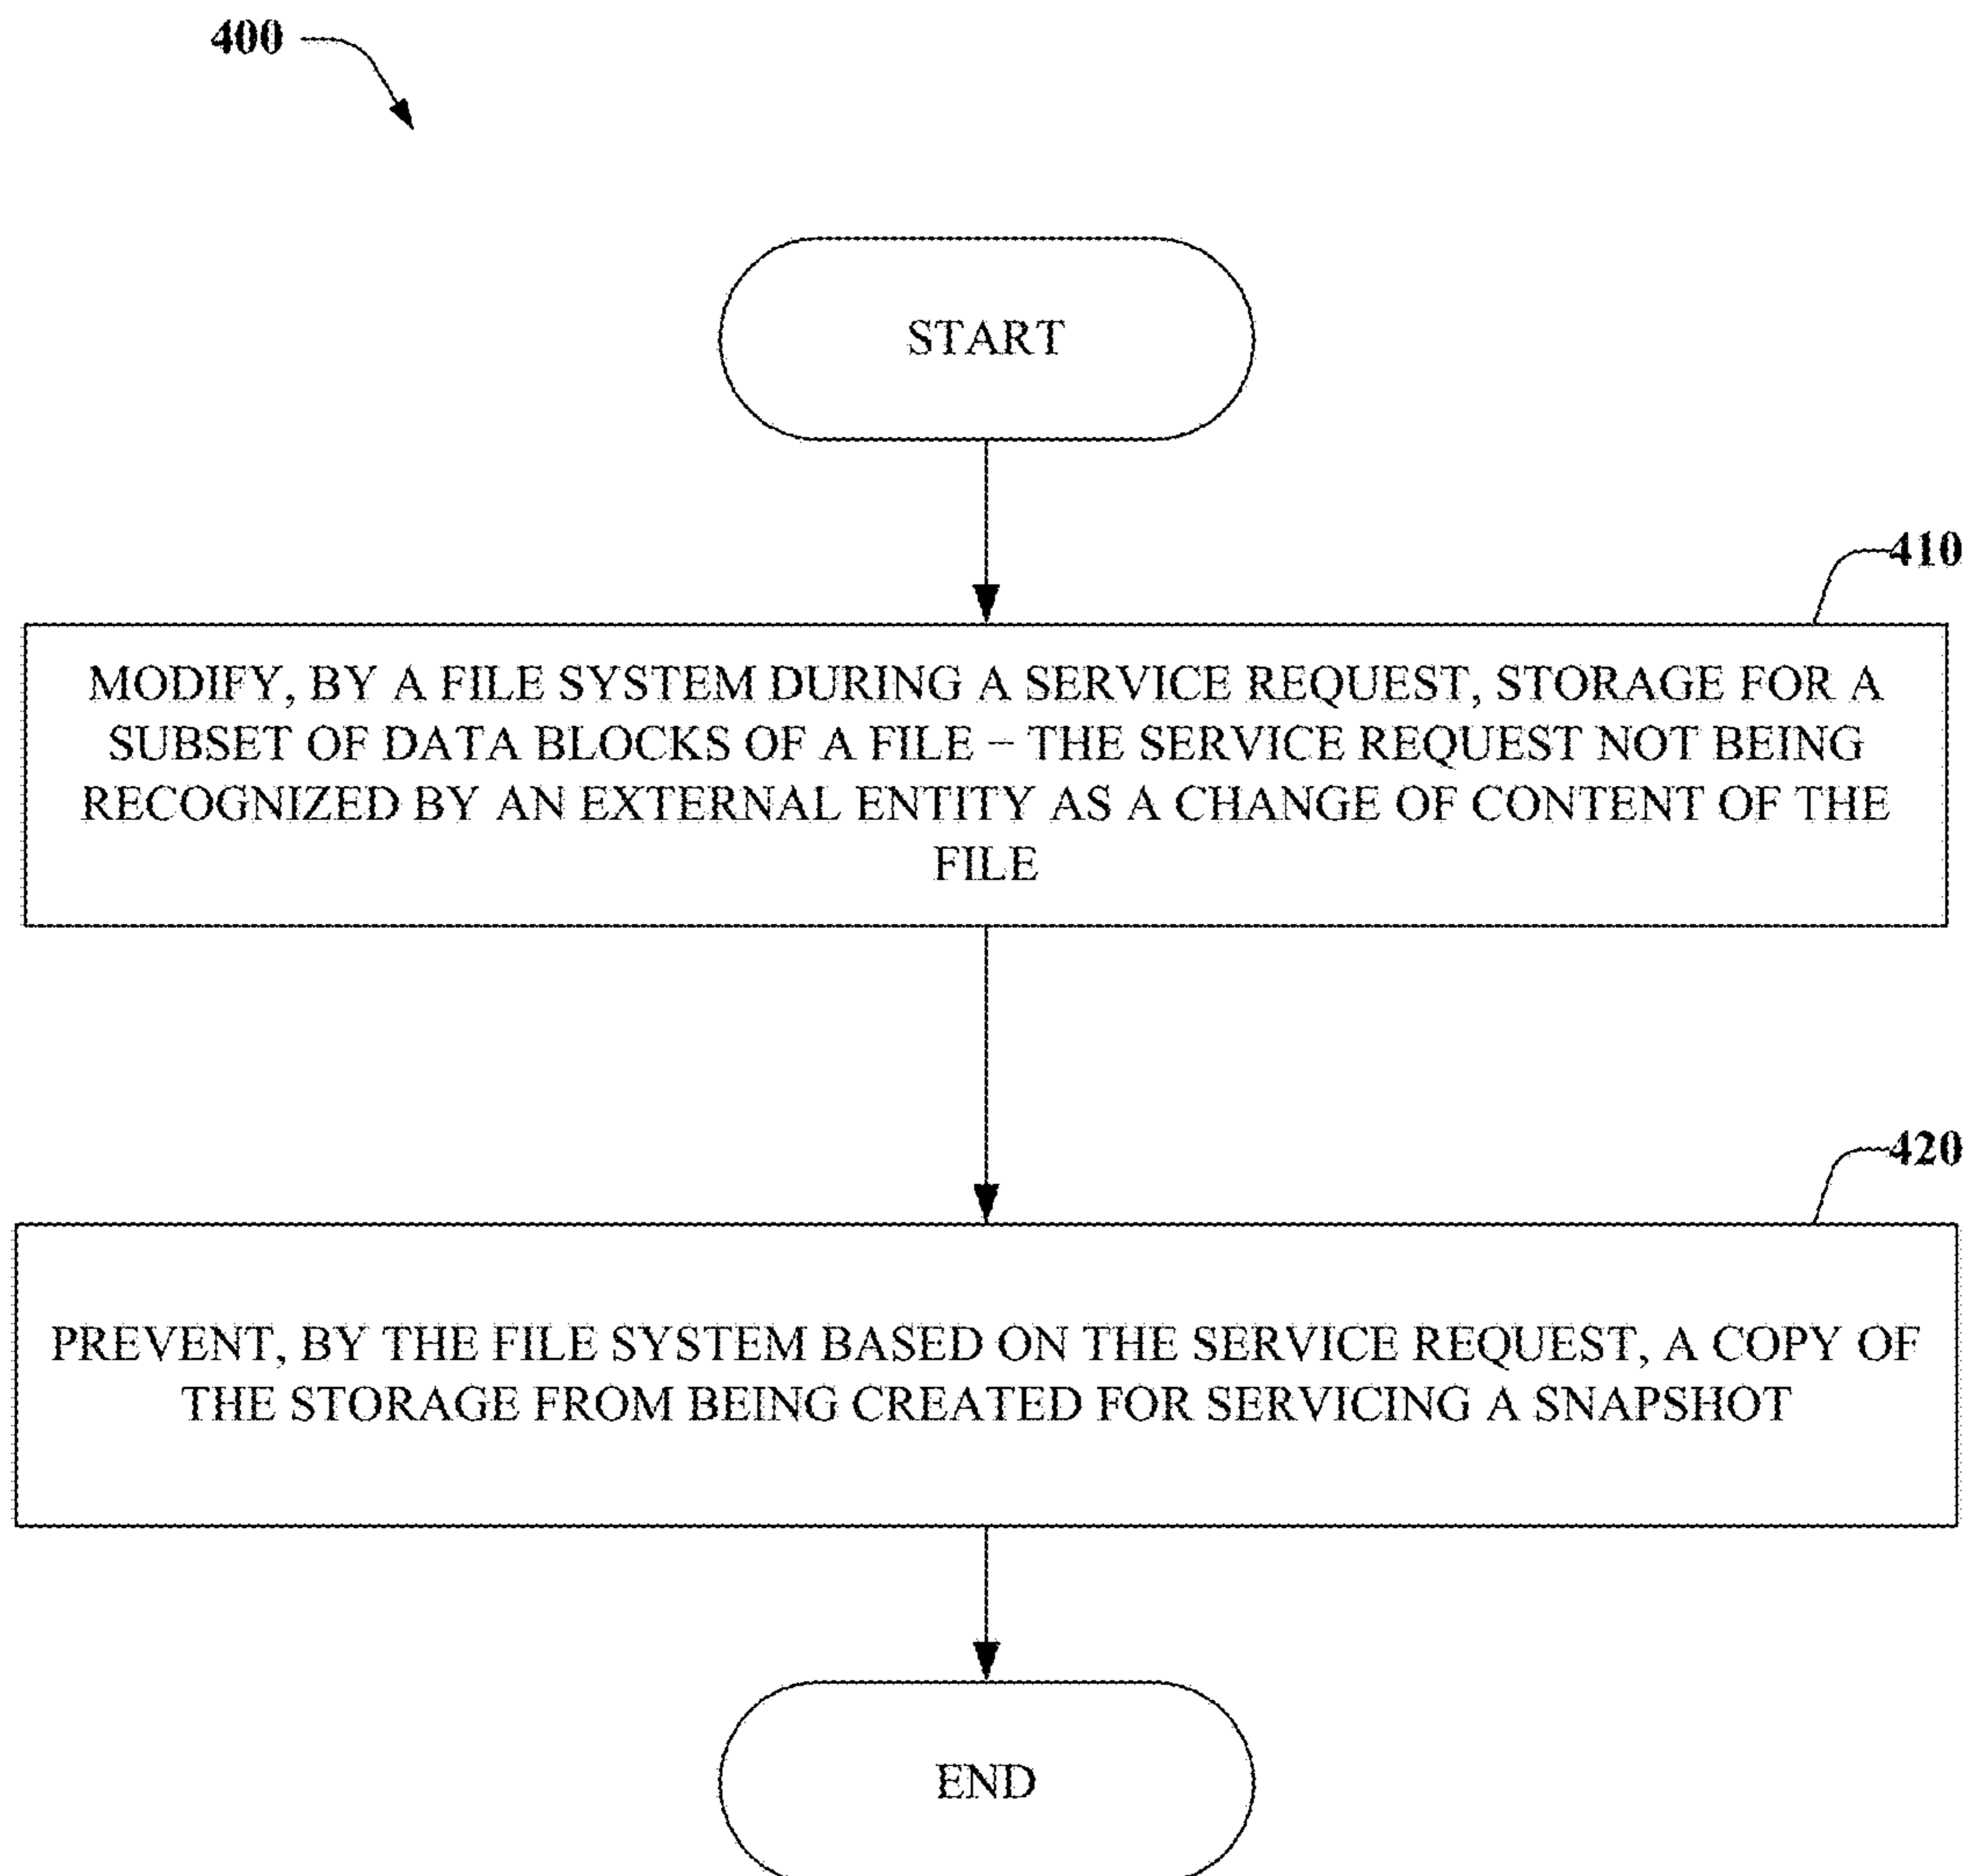 400
START
410
MODIFY, BY A FILE SYSTEM DURING A SERVICE REQUEST, STORAGE FOR A
SUBSET OF DATA BLOCKS OF A FILE – THE SERVICE REQUEST NOT BEING
RECOGNIZED BY AN EXTERNAL ENTITY AS A CHANGE OF CONTENT OF THE
FILE
420
PREVENT, BY THE FILE SYSTEM BASED ON THE SERVICE REQUEST, A COPY OF
THE STORAGE FROM BEING CREATED FOR SERVICING A SNAPSHOT
END